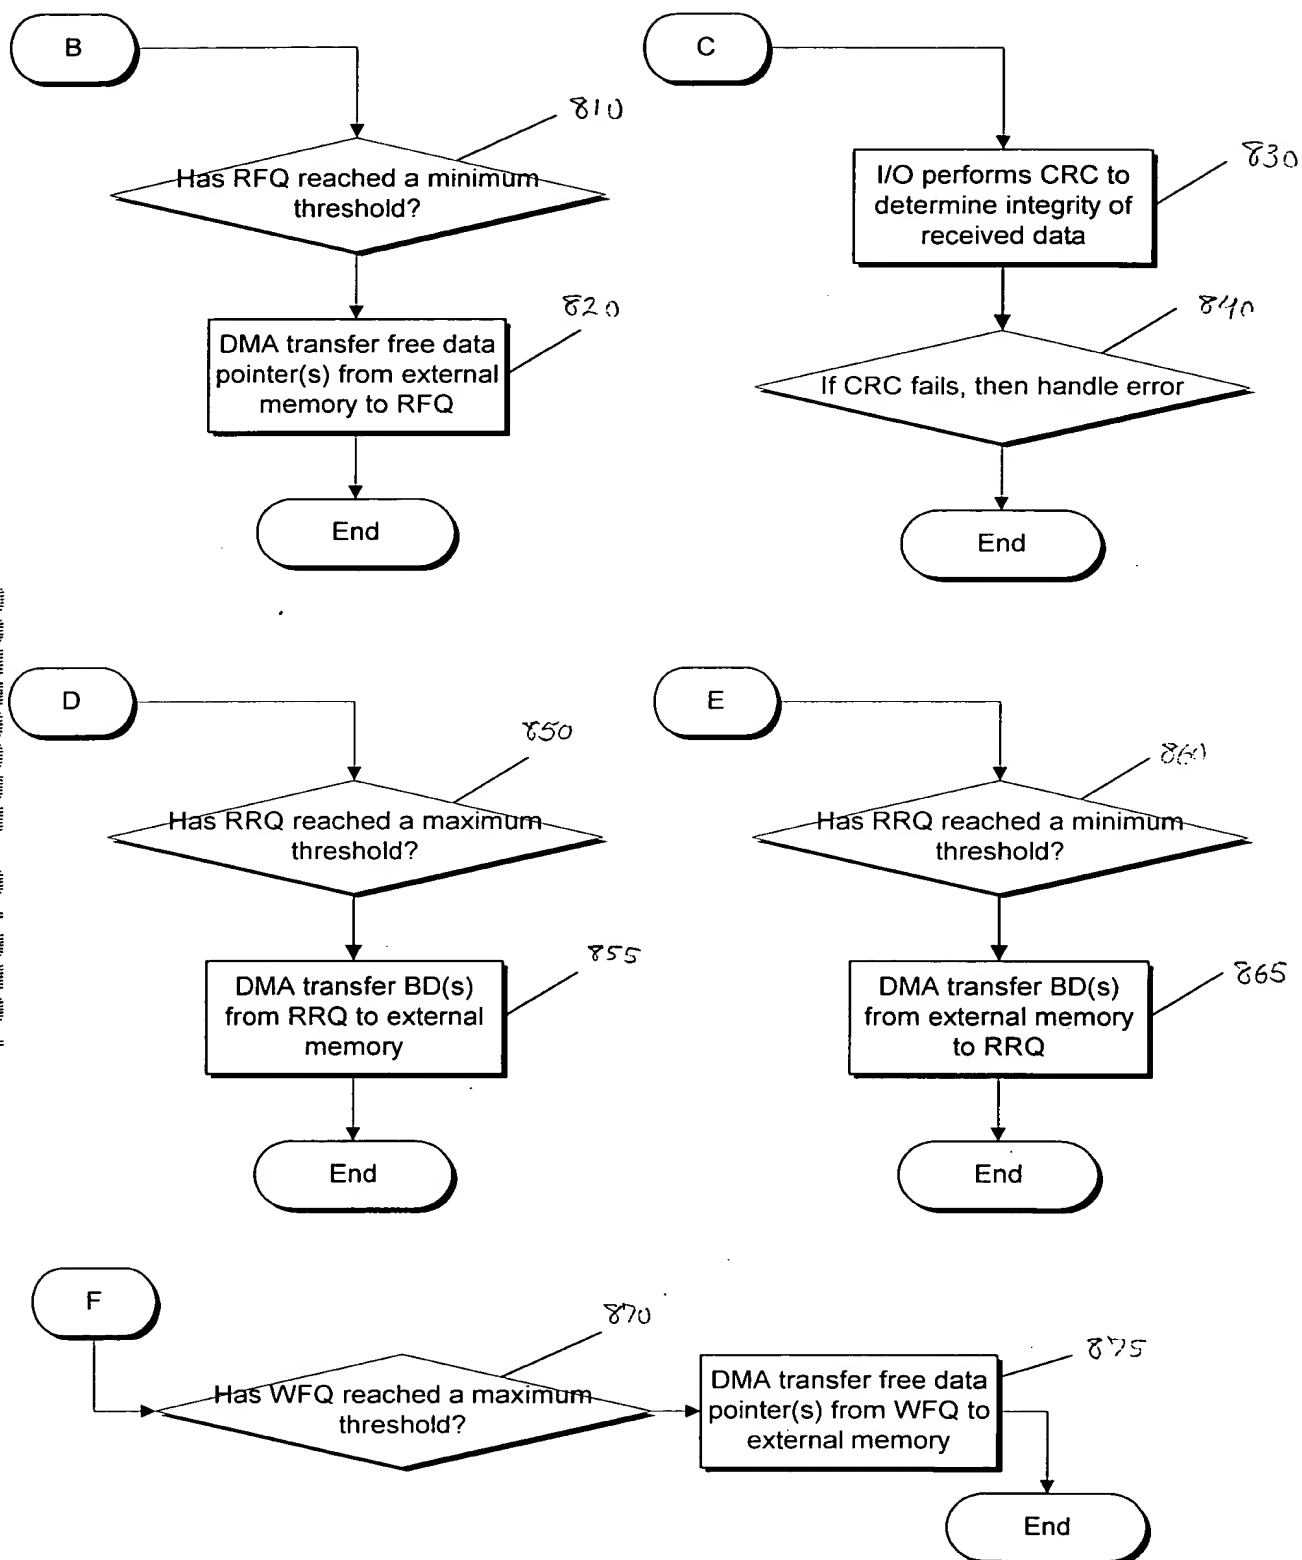 B
810
Has RFQ reached a minimum
threshold?
820
DMA transfer free data
pointer(s) from external
memory to RFQ
End
C
830
I/O performs CRC to
determine integrity of
received data
840
If CRC fails, then handle error
End
D
850
Has RRQ reached a maximum
threshold?
855
DMA transfer BD(s)
from RRQ to external
memory
End
E
860
Has RRQ reached a minimum
threshold?
865
DMA transfer BD(s)
from external memory
to RRQ
End
F
870
Has WFQ reached a maximum
threshold?
875
DMA transfer free data
pointer(s) from WFQ to
external memory
End